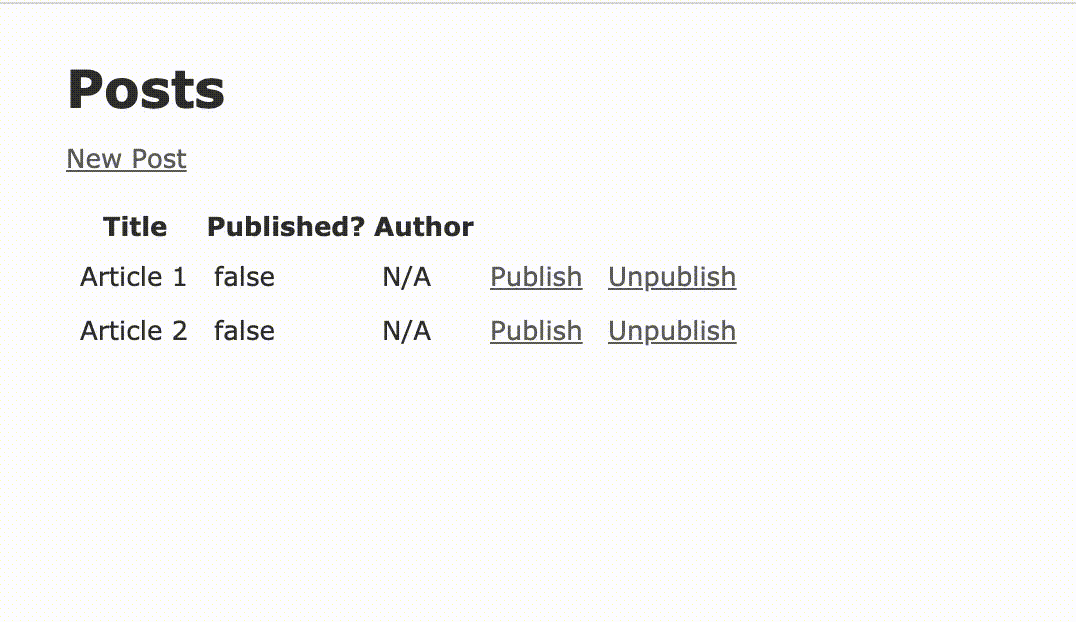 Posts
New Post
Title Published? Author
Article 1 false N/A Publish Unpublish
Article 2 false N/A Publish Unpublish